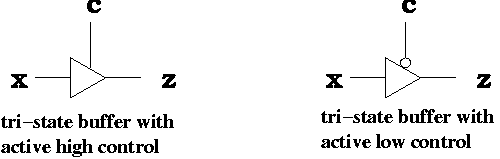 c
x
z
tri-state buffer with
active high control
c
x
z
tri-state buffer with
active low control